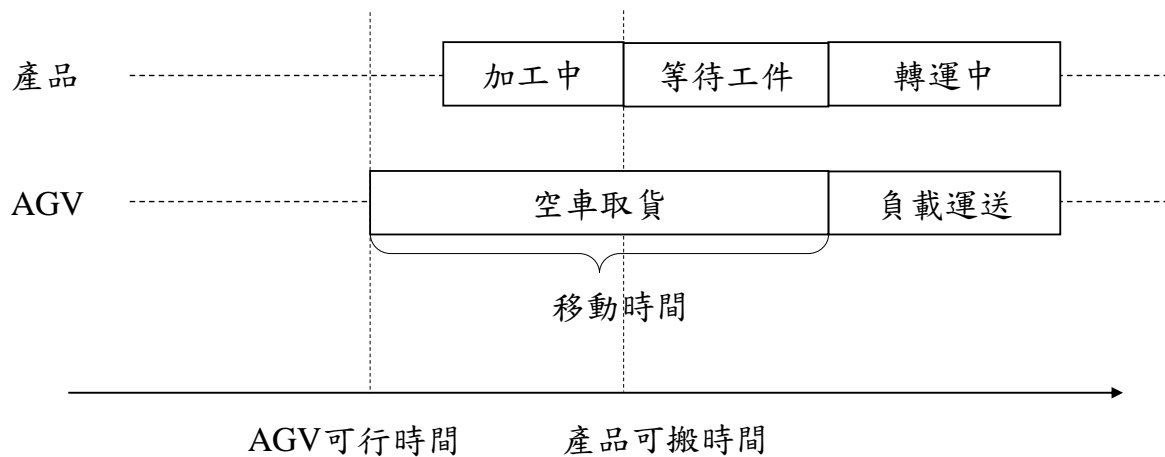 產品
加工中
等待工件
轉運中
AGV
空車取貨
負載運送
移動時間
AGV可行時間
產品可搬時間